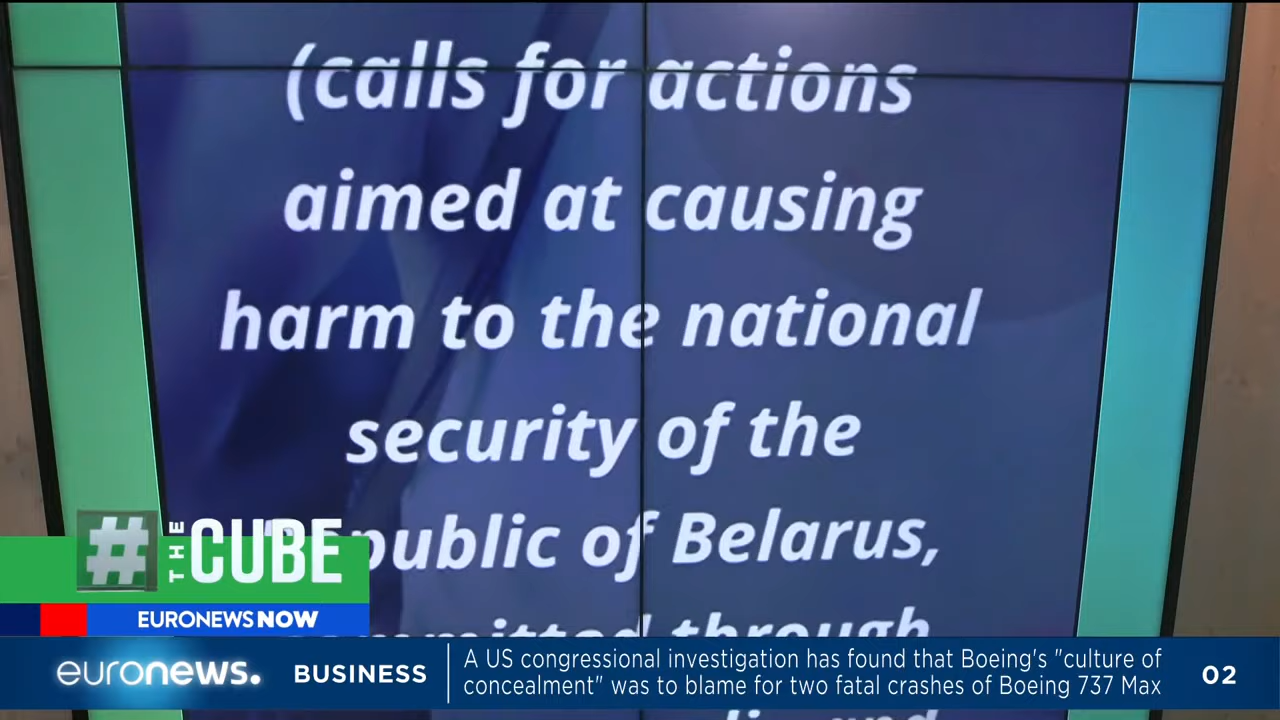 (calls for actions
aimed at causing
harm to the national
security of the
public of Belarus,
committed through
# THE CUBE
EURONEWS NOW
euronews.
BUSINESS
A US congressional investigation has found that Boeing's "culture of
concealment" was to blame for two fatal crashes of Boeing 737 Max
02